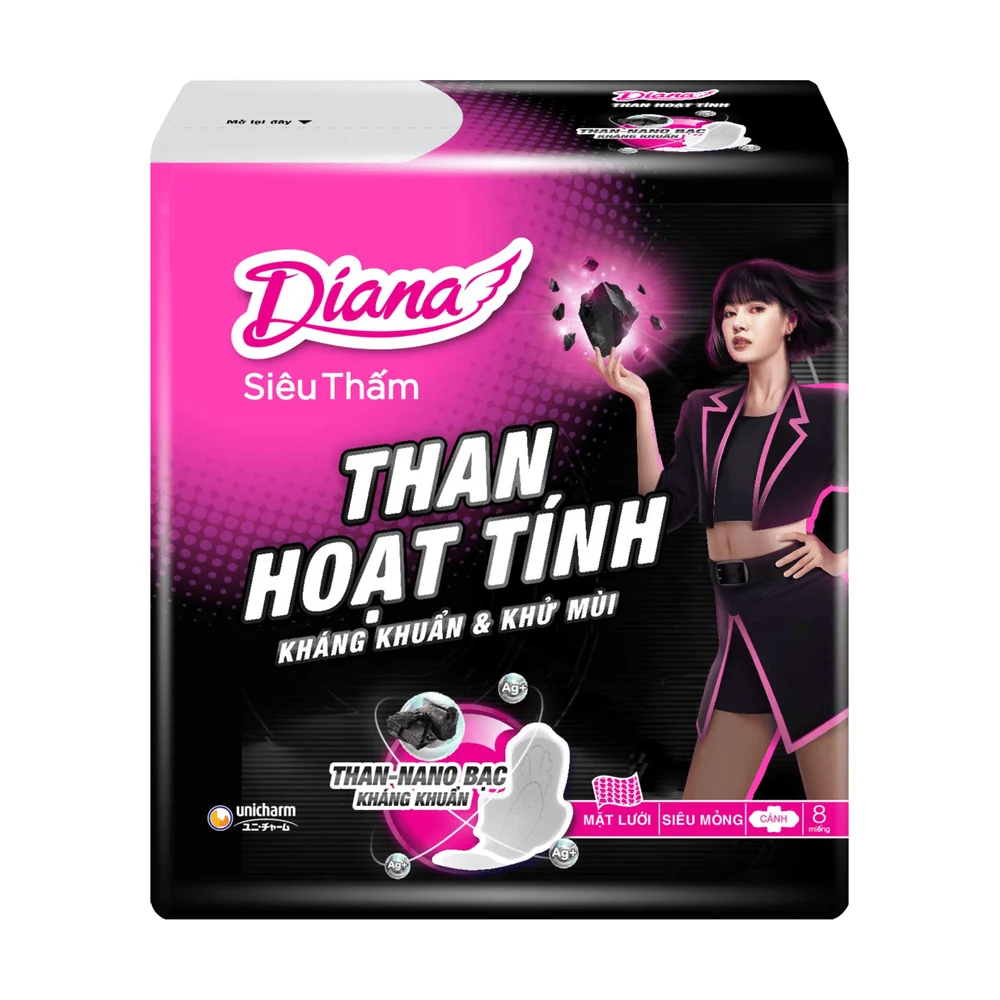 Mở tại đây
Diana
THAN HOẠT TÍNH
THAN-NANO BẠC
KHÁNG KHUẨN
Diana
Siêu Thấm
THAN
HOẠT TÍNH
KHÁNG KHUẨN & KHỬ MÙI
Ag+
THAN-NANO BẠC
KHÁNG KHUẨN
unicharm
ユニ・チャーム
MẶT LƯỚI
SIÊU MỎNG
CÁNH
8
miếng
Ag+
Ag+